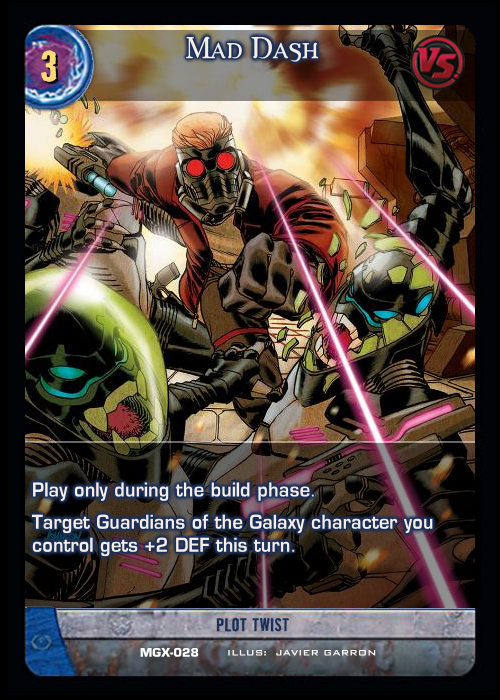 3
MAD DASH
VS
Play only during the build phase.
Target Guardians of the Galaxy character you
control gets +2 DEF this turn.
PLOT TWIST
MGX-028 ILLUS: JAVIER GARRON